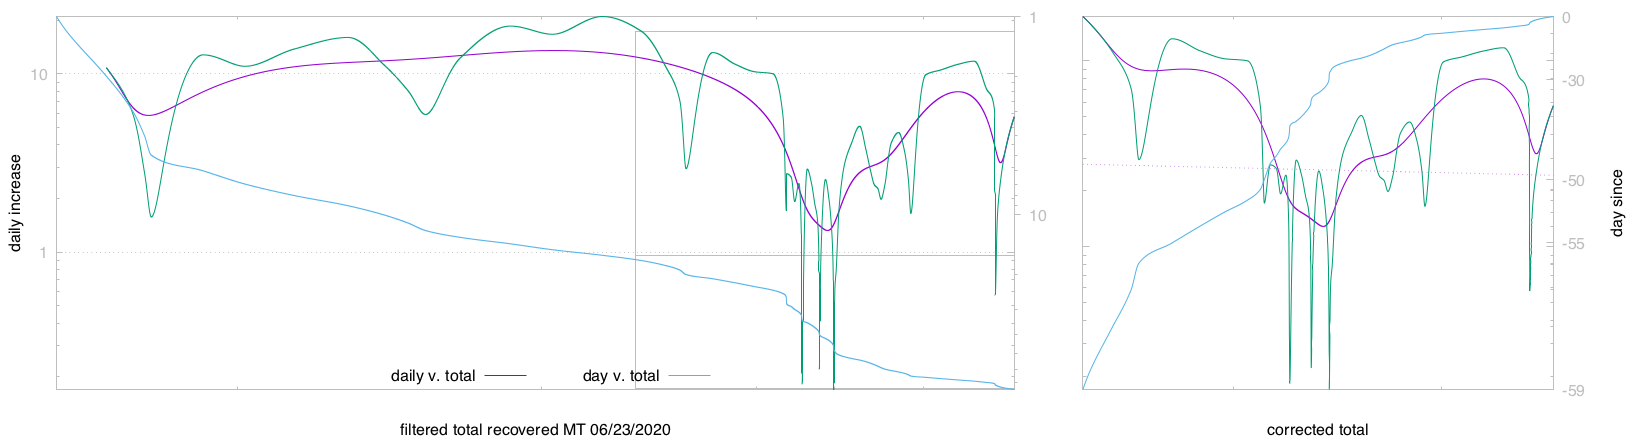 daily increase
10
1
1
10
daily v. total
day v. total
filtered total recovered MT 06/23/2020
0
-30
-50
-55
-59
day since
corrected total